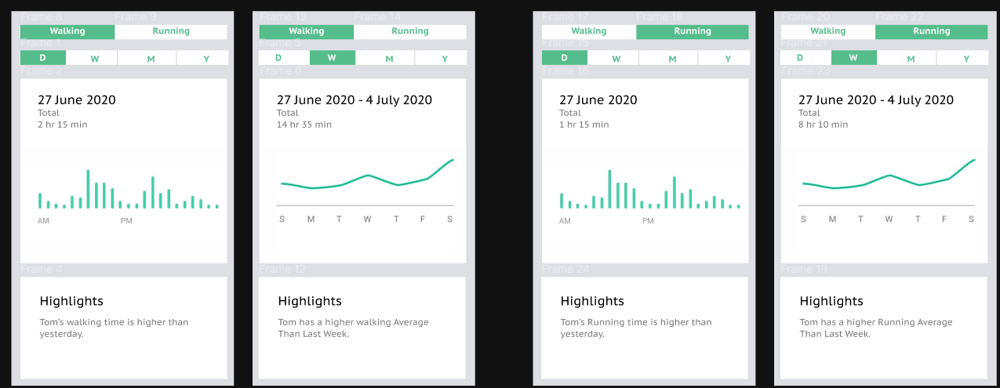 Frame 8 Frame 9
Walking Running
Frame 1
D W M Y
Frame 2
27 June 2020
Total
2 hr 15 min
AM PM
Frame 4
Highlights
Tom's walking time is higher than
yesterday.
Frame 13 Frame 14
Walking Running
D W M Y
Frame 6
27 June 2020 - 4 July 2020
Total
14 hr 35 min
S M T W T F S
Frame 12
Highlights
Tom has a higher walking Average
Than Last Week.
Frame 17 Frame 18
Walking Running
Frame 15
D W M Y
Frame 16
27 June 2020
Total
1 hr 15 min
AM PM
Frame 24
Highlights
Tom's Running time is higher than
yesterday.
Frame 20 Frame 22
Walking Running
Frame 21
D W M Y
Frame 23
27 June 2020 - 4 July 2020
Total
8 hr 10 min
S M T W T F S
Frame 19
Highlights
Tom has a higher Running Average
Than Last Week.